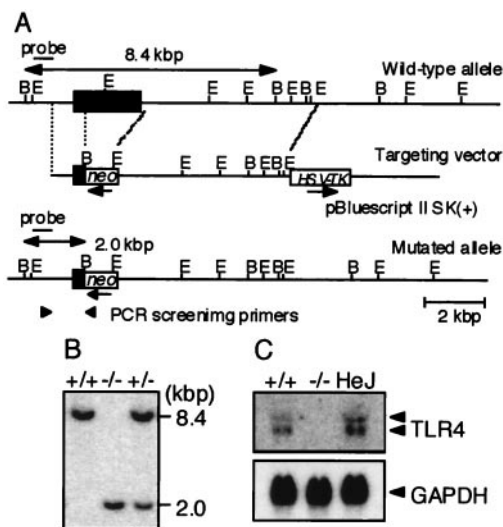 A
probe
8.4 kbp
Wild-type allele
B E E E E B E B E B E E
Targeting vector
B E E E B E B E
neo
HSV-TK
pBluescript II SK(+)
probe
2.0 kbp
Mutated allele
B E B E E E B E B E B E E
neo
PCR screenimg primers
2 kbp
B
+/+ -/- +/- (kbp)
8.4
2.0
C
+/+ -/- HeJ
TLR4
GAPDH